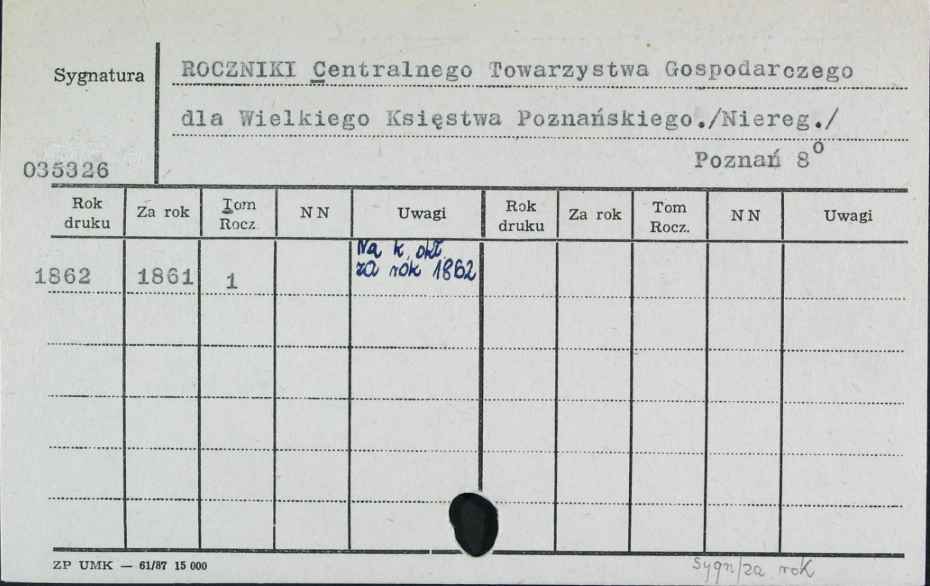 Sygnatura
ROCZNIKI Centralnego Towarzystwa Gospodarczego
dla Wielkiego Księstwa Poznańskiego./Niereg./
Poznań 8°
035326
Rok druku Za rok Tom Rocz. NN Uwagi Rok druku Za rok Tom Rocz. NN Uwagi
1862 1861 1 Na k. okł. za rok 1862
ZP UMK — 61/87 15 000
Sygn/za rok